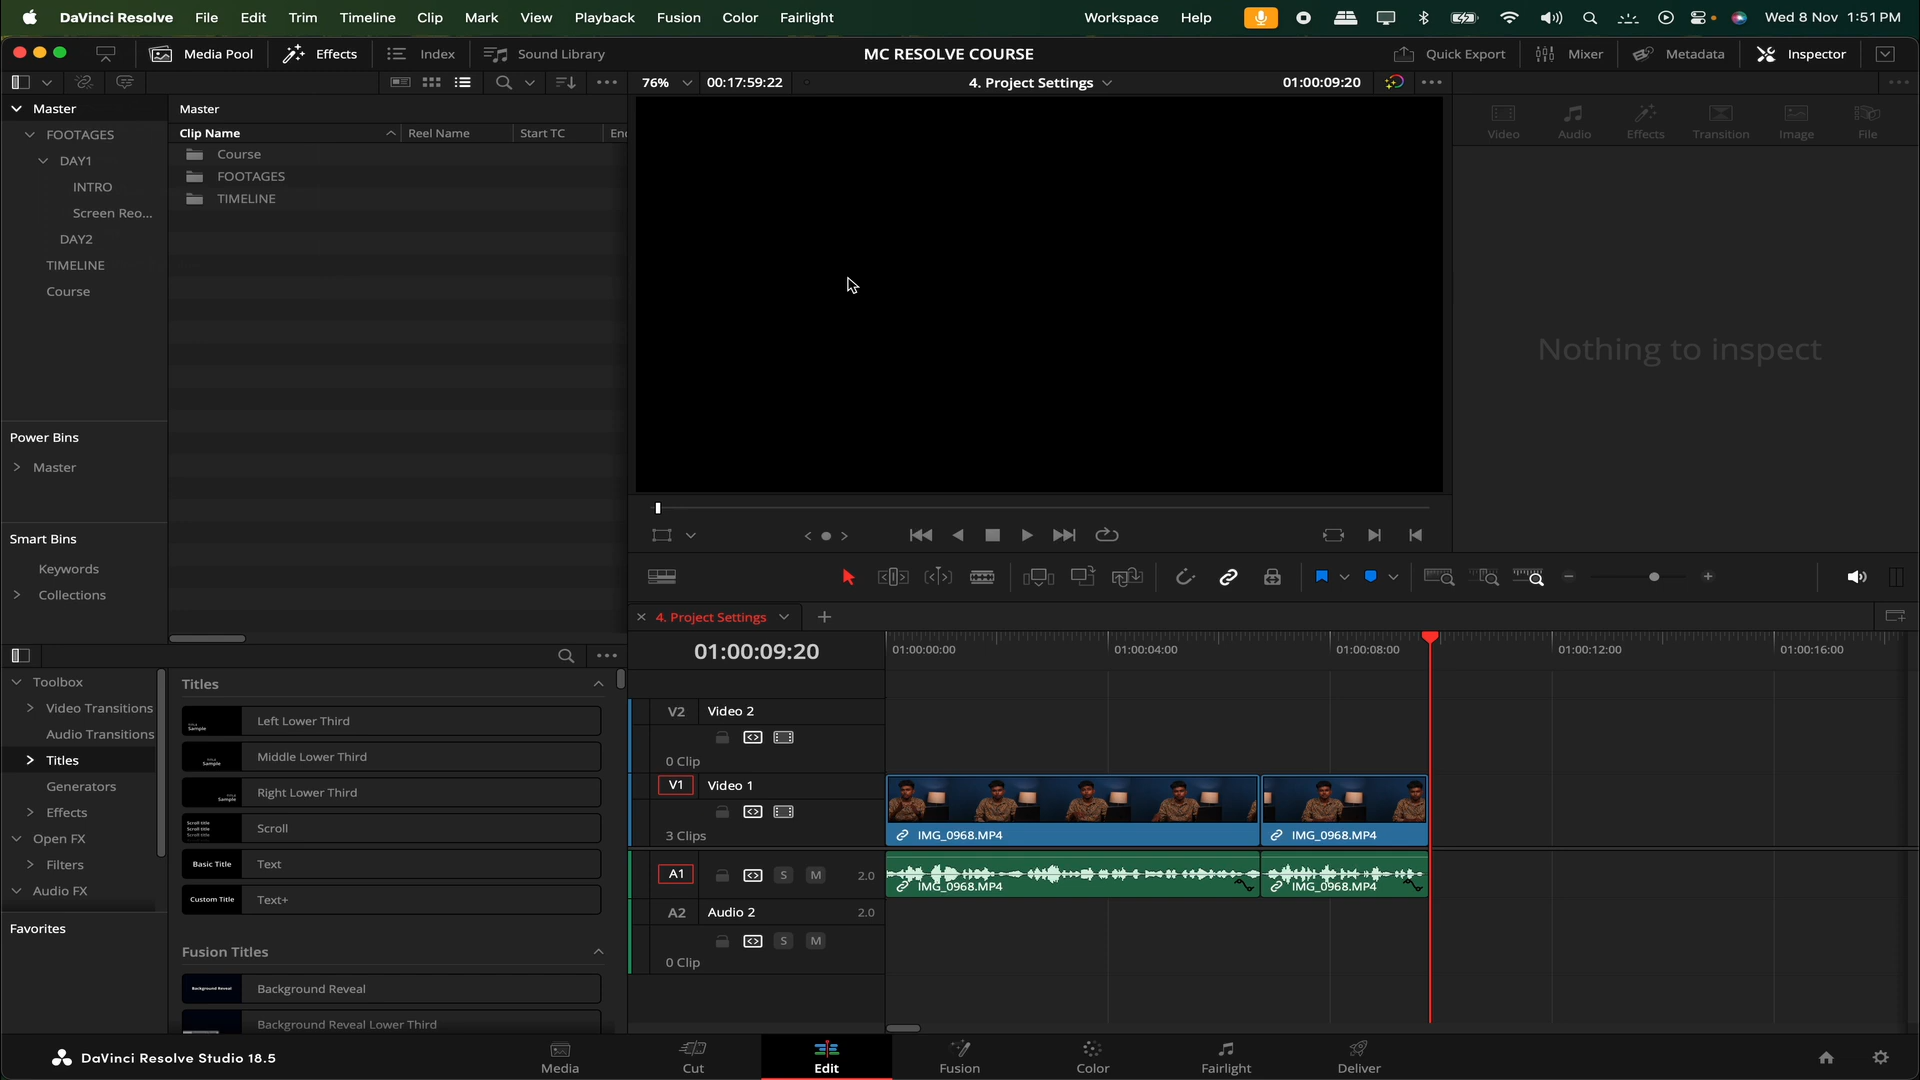 DaVinci Resolve File Edit Trim Timeline Clip Mark View Playback Fusion Color Fairlight Workspace Help Wed 8 Nov 1:51 PM
Media Pool Effects Index Sound Library MC RESOLVE COURSE Quick Export Mixer Metadata Inspector
76% 00:17:59:22 4. Project Settings 01:00:09:20
Master
FOOTAGES
DAY1
INTRO
Screen Reo...
DAY2
TIMELINE
Course
Power Bins
Master
Smart Bins
Keywords
Collections
Master
Clip Name Reel Name Start TC
Course
FOOTAGES
TIMELINE
Video Audio Effects Transition Image File
Nothing to inspect
Toolbox
Video Transitions
Audio Transitions
Titles
Generators
Effects
Open FX
Filters
Audio FX
Favorites
Titles
Left Lower Third
Middle Lower Third
Right Lower Third
Scroll
Basic Title Text
Custom Title Text+
Fusion Titles
Background Reveal Background Reveal
Background Reveal Lower Third
4. Project Settings
01:00:09:20
01:00:00:00 01:00:04:00 01:00:08:00 01:00:12:00 01:00:16:00
V2 Video 2
0 Clip
V1 Video 1
3 Clips
IMG_0968.MP4 IMG_0968.MP4
A1 S M 2.0
IMG_0968.MP4 IMG_0968.MP4
A2 Audio 2 2.0
S M
0 Clip
DaVinci Resolve Studio 18.5
Media Cut Edit Fusion Color Fairlight Deliver